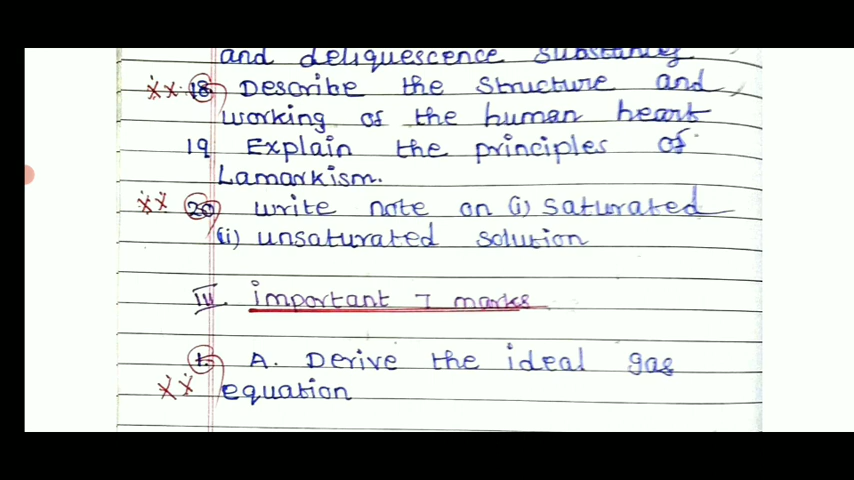 and deliquescence substances
xx 18 Describe the structure and
working of the human heart
19 Explain the principles of
Lamarkism.
xx 20 write note on (i) saturated
(ii) unsaturated solution
IV. important 7 marks
1. A. Derive the ideal gas
xx equation